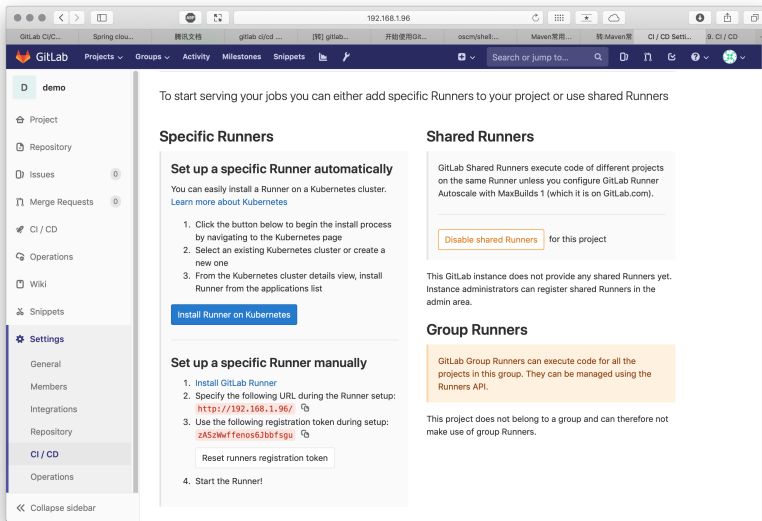 192.168.1.96
GitLab CI/C...
Spring clou...
腾讯文档
gitlab ci/cd ....
[转] gitlab...
开始使用Git...
oscm/shell:...
Maven常用...
转:Maven常
CI / CD Setti...
.9. CI / CD
GitLab
Projects
Groups
Activity
Milestones
Snippets
Search or jump to...
D
demo
Project
Repository
Issues
0
Merge Requests
0
CI / CD
Operations
Wiki
Snippets
Settings
General
Members
Integrations
Repository
CI / CD
Operations
Collapse sidebar
To start serving your jobs you can either add specific Runners to your project or use shared Runners
Specific Runners
Set up a specific Runner automatically
You can easily install a Runner on a Kubernetes cluster.
Learn more about Kubernetes
1. Click the button below to begin the install process
by navigating to the Kubernetes page
2. Select an existing Kubernetes cluster or create a
new one
3. From the Kubernetes cluster details view, install
Runner from the applications list
Install Runner on Kubernetes
Set up a specific Runner manually
1. Install GitLab Runner
2. Specify the following URL during the Runner setup:
http://192.168.1.96/
3. Use the following registration token during setup:
zASzWwffenos6Jbbfsgu
Reset runners registration token
4. Start the Runner!
Shared Runners
GitLab Shared Runners execute code of different projects
on the same Runner unless you configure GitLab Runner
Autoscale with MaxBuilds 1 (which it is on GitLab.com).
Disable shared Runners for this project
This GitLab instance does not provide any shared Runners yet.
Instance administrators can register shared Runners in the
admin area.
Group Runners
GitLab Group Runners can execute code for all the
projects in this group. They can be managed using the
Runners API.
This project does not belong to a group and can therefore not
make use of group Runners.